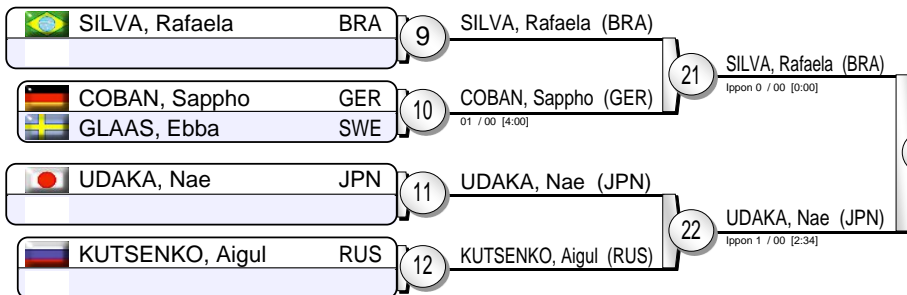 SILVA, Rafaela BRA
9
SILVA, Rafaela (BRA)
21
SILVA, Rafaela (BRA)
Ippon 0 / 00 [0:00]
COBAN, Sappho GER
GLAAS, Ebba SWE
10
COBAN, Sappho (GER)
01 / 00 [4:00]
UDAKA, Nae JPN
11
UDAKA, Nae (JPN)
22
UDAKA, Nae (JPN)
Ippon 1 / 00 [2:34]
KUTSENKO, Aigul RUS
12
KUTSENKO, Aigul (RUS)